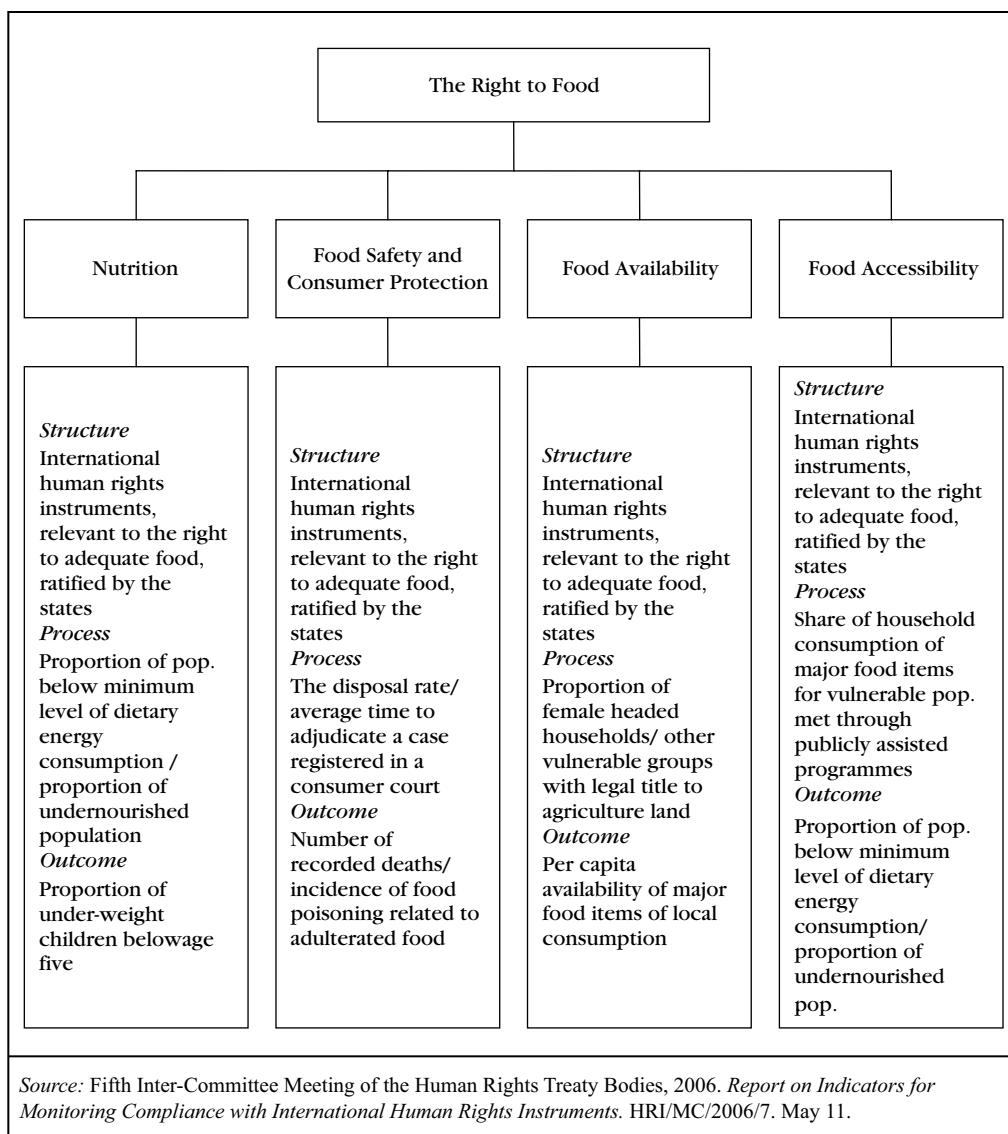 The Right to Food
Nutrition
Food Safety and
Consumer Protection
Food Availability
Food Accessibility
Structure
International
human rights
instruments,
relevant to the right
to adequate food,
ratified by the
states
Process
Proportion of pop.
below minimum
level of dietary
energy
consumption /
proportion of
undernourished
population
Outcome
Proportion of
under-weight
children belowage
five
Structure
International
human rights
instruments,
relevant to the right
to adequate food,
ratified by the
states
Process
The disposal rate/
average time to
adjudicate a case
registered in a
consumer court
Outcome
Number of
recorded deaths/
incidence of food
poisoning related to
adulterated food
Structure
International
human rights
instruments,
relevant to the right
to adequate food,
ratified by the
states
Process
Proportion of
female headed
households/ other
vulnerable groups
with legal title to
agriculture land
Outcome
Per capita
availability of major
food items of local
consumption
Structure
International
human rights
instruments,
relevant to the right
to adequate food,
ratified by the
states
Process
Share of household
consumption of
major food items
for vulnerable pop.
met through
publicly assisted
programmes
Outcome
Proportion of pop.
below minimum
level of dietary
energy
consumption/
proportion of
undernourished
pop.
Source: Fifth Inter-Committee Meeting of the Human Rights Treaty Bodies, 2006. Report on Indicators for
Monitoring Compliance with International Human Rights Instruments. HRI/MC/2006/7. May 11.